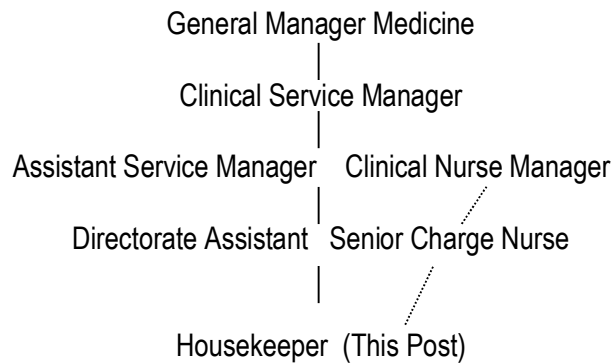 General Manager Medicine
Clinical Service Manager
Assistant Service Manager Clinical Nurse Manager
Directorate Assistant Senior Charge Nurse
Housekeeper (This Post)